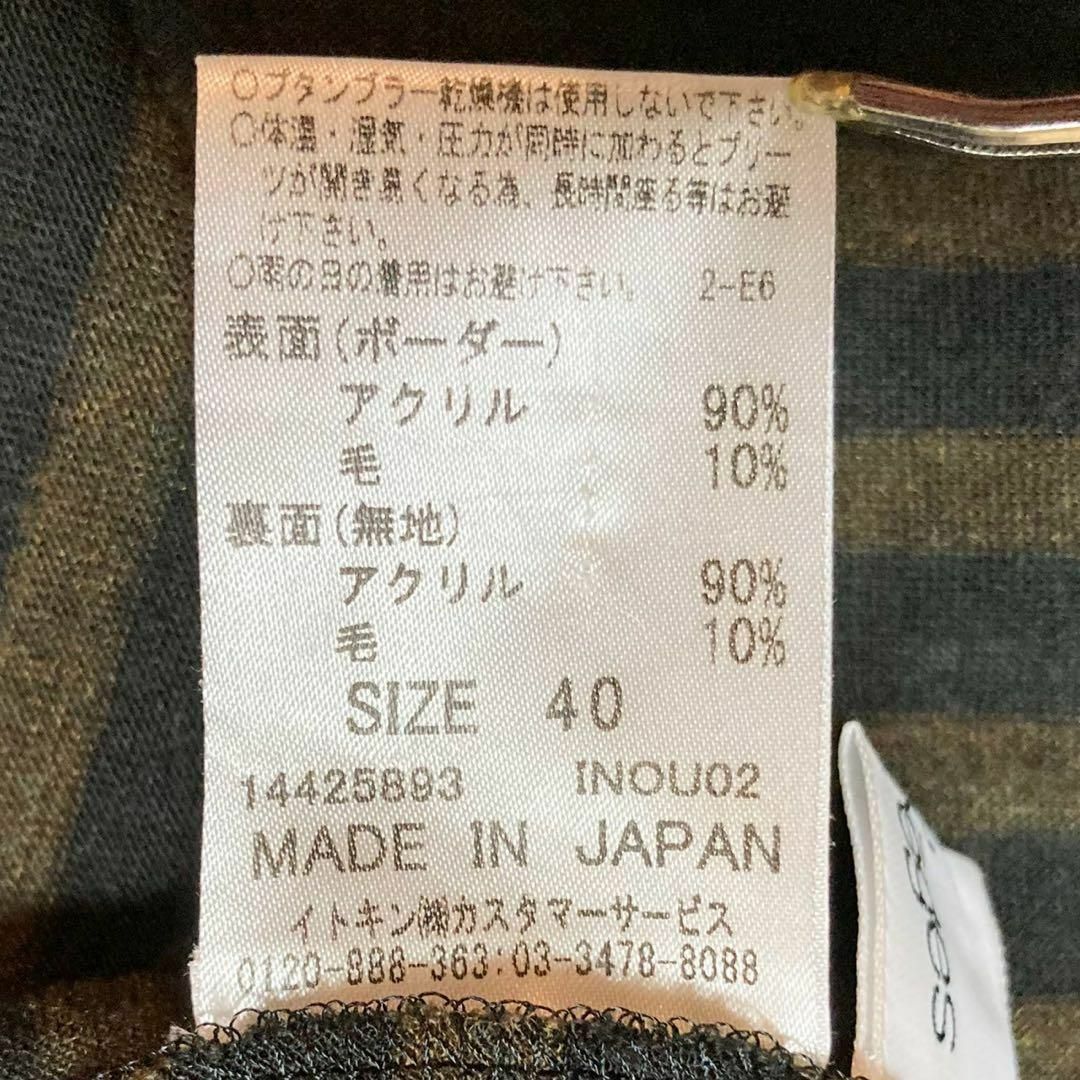 ○ブタンブラー乾燥機は使用しないで下さい。
○体温・湿気・圧力が同時に加わるとプリー
ツが開き易くなる為、長時間座る等はお避
け下さい。
の日の着用はお避け下さい。 2-E6
表面(ボーダー)
アクリル 90%
毛 10%
裏面(無地)
アクリル 90%
毛 10%
SIZE 40
14425893 INOU02
MADE IN JAPAN
イトキン㈱カスタマーサービス
0120-888-363:03-3478-8088